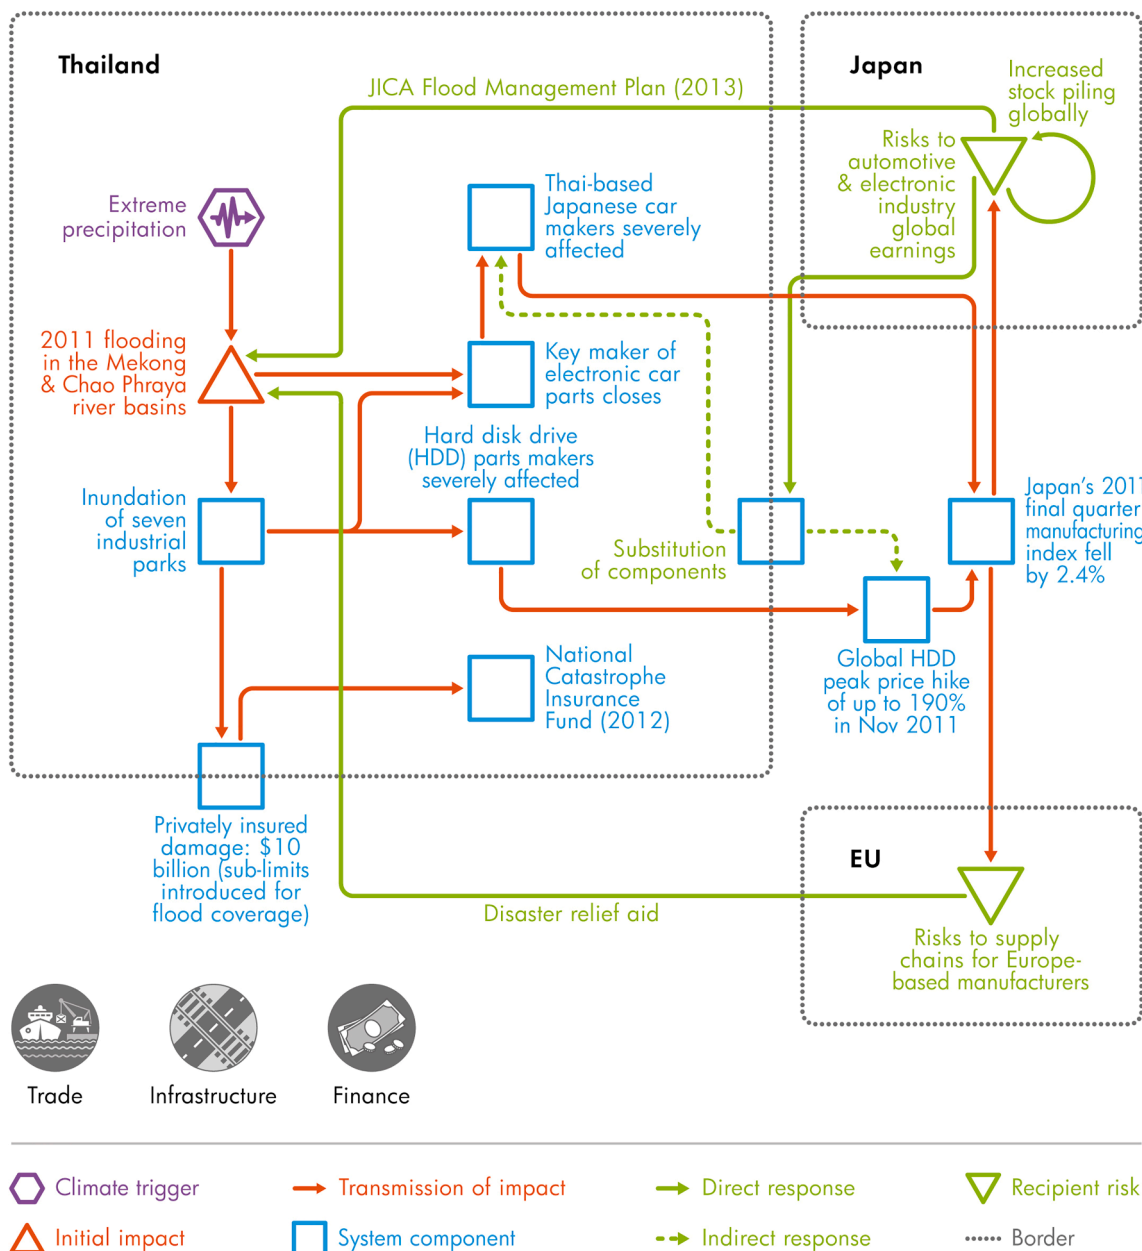 Thailand
Japan
JICA Flood Management Plan (2013)
Increased
stock piling
globally
Risks to
automotive
& electronic
industry
global
earnings
Extreme
precipitation
Thai-based
Japanese car
makers severely
affected
2011 flooding
in the Mekong
& Chao Phraya
river basins
Key maker of
electronic car
parts closes
Hard disk drive
(HDD) parts makers
severely affected
Inundation
of seven
industrial
parks
Substitution
of components
Japan's 2011
final quarter
manufacturing
index fell
by 2.4%
National
Catastrophe
Insurance
Fund (2012)
Global HDD
peak price hike
of up to 190%
in Nov 2011
Privately insured
damage: $10
billion (sub-limits
introduced for
flood coverage)
EU
Disaster relief aid
Risks to supply
chains for Europe-
based manufacturers
Trade
Infrastructure
Finance
Climate trigger
Transmission of impact
Direct response
Recipient risk
Initial impact
System component
Indirect response
Border